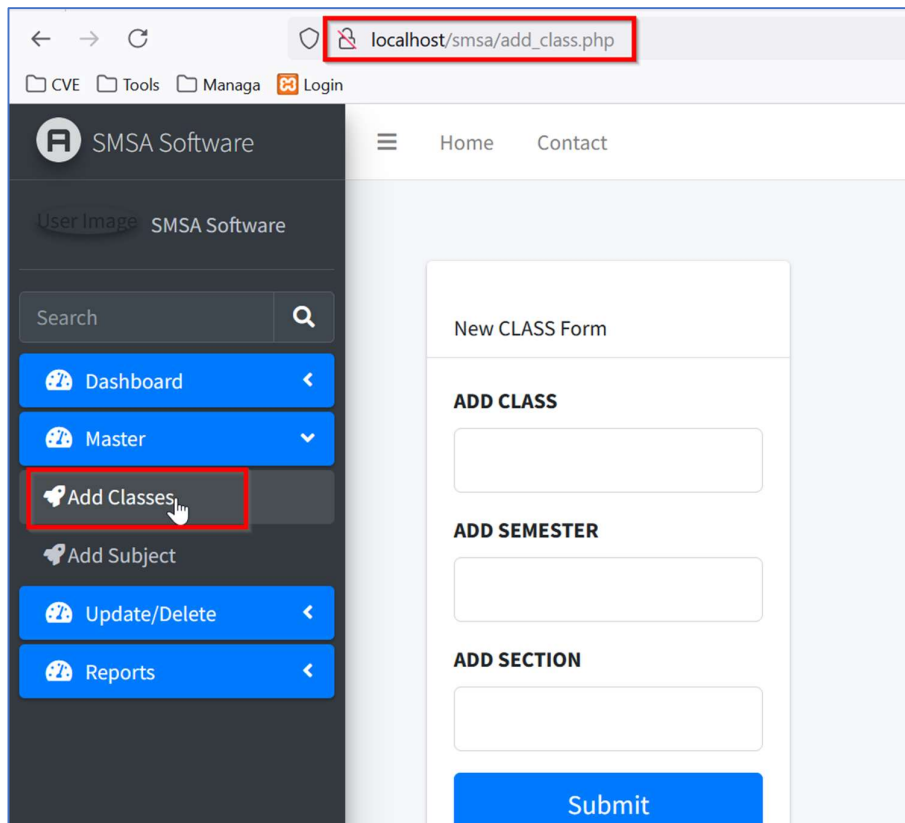 localhost/smsa/add_class.php
CVE Tools Managa Login
SMSA Software
Home Contact
User Image SMSA Software
Search
Dashboard
Master
Add Classes
Add Subject
Update/Delete
Reports
New CLASS Form
ADD CLASS
ADD SEMESTER
ADD SECTION
Submit